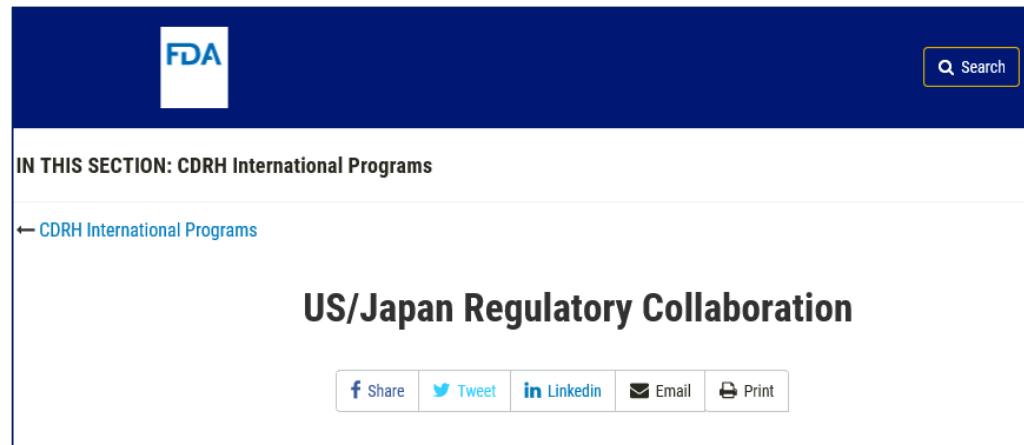 FDA
Search
IN THIS SECTION: CDRH International Programs
← CDRH International Programs
US/Japan Regulatory Collaboration
f Share Tweet in Linkedin Email Print